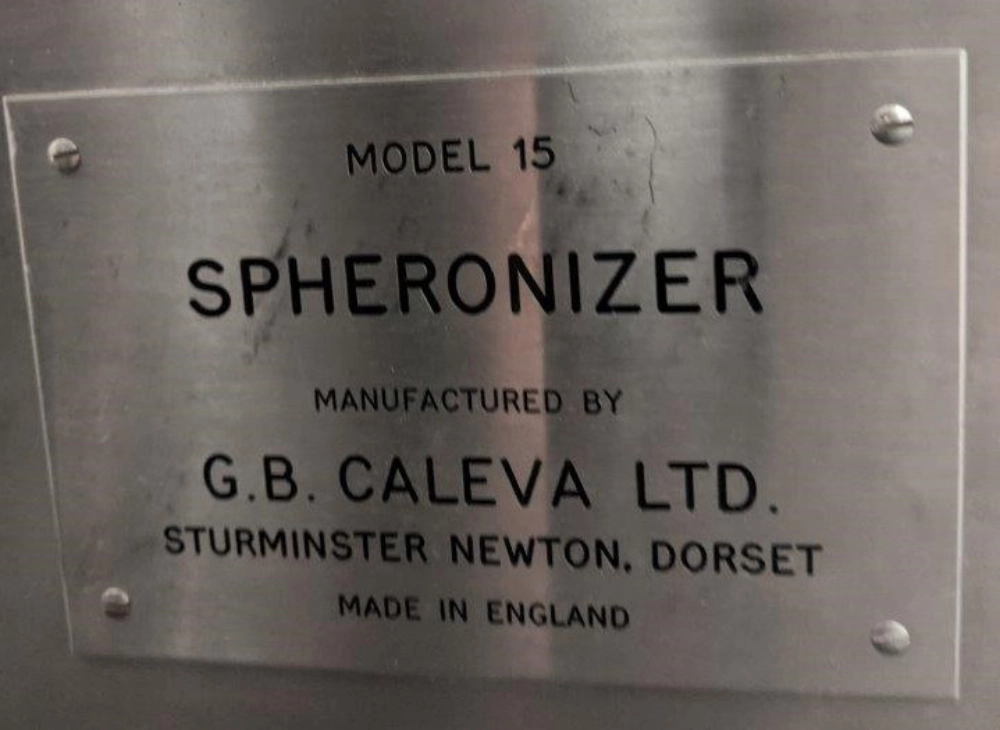 MODEL 15
SPHERONIZER
MANUFACTURED BY
G.B. CALEVA LTD.
STURMINSTER NEWTON, DORSET
MADE IN ENGLAND